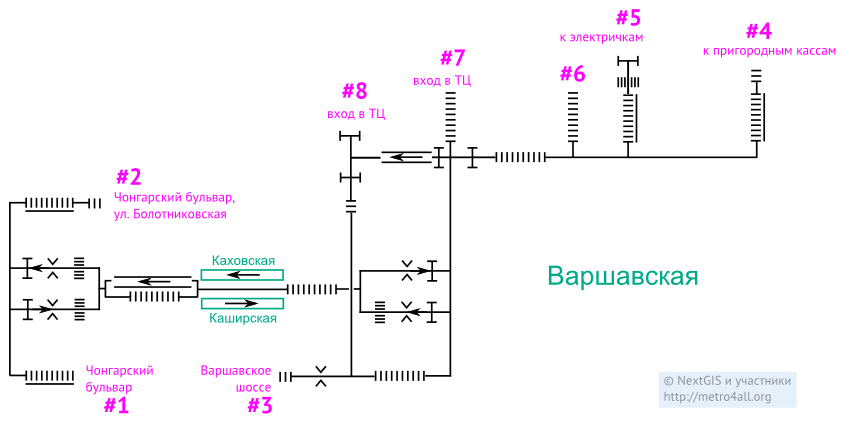 #5
к электричкам
#4
к пригородным кассам
#7
вход в ТЦ
#6
#8
вход в ТЦ
#2
Чонгарский бульвар,
ул. Болотниковская
Каховская
Каширская
Варшавская
Чонгарский
бульвар
#1
Варшавское
шоссе
#3
© NextGIS и участники
http://metro4all.org